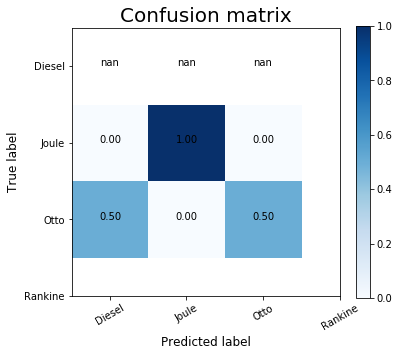 Confusion matrix
1.0
Diesel nan nan nan
0.8
Joule 0.00 1.00 0.00
0.6
True label
0.4
Otto 0.50 0.00 0.50
0.2
Rankine 0.0
Diesel Joule Otto Rankine
Predicted label